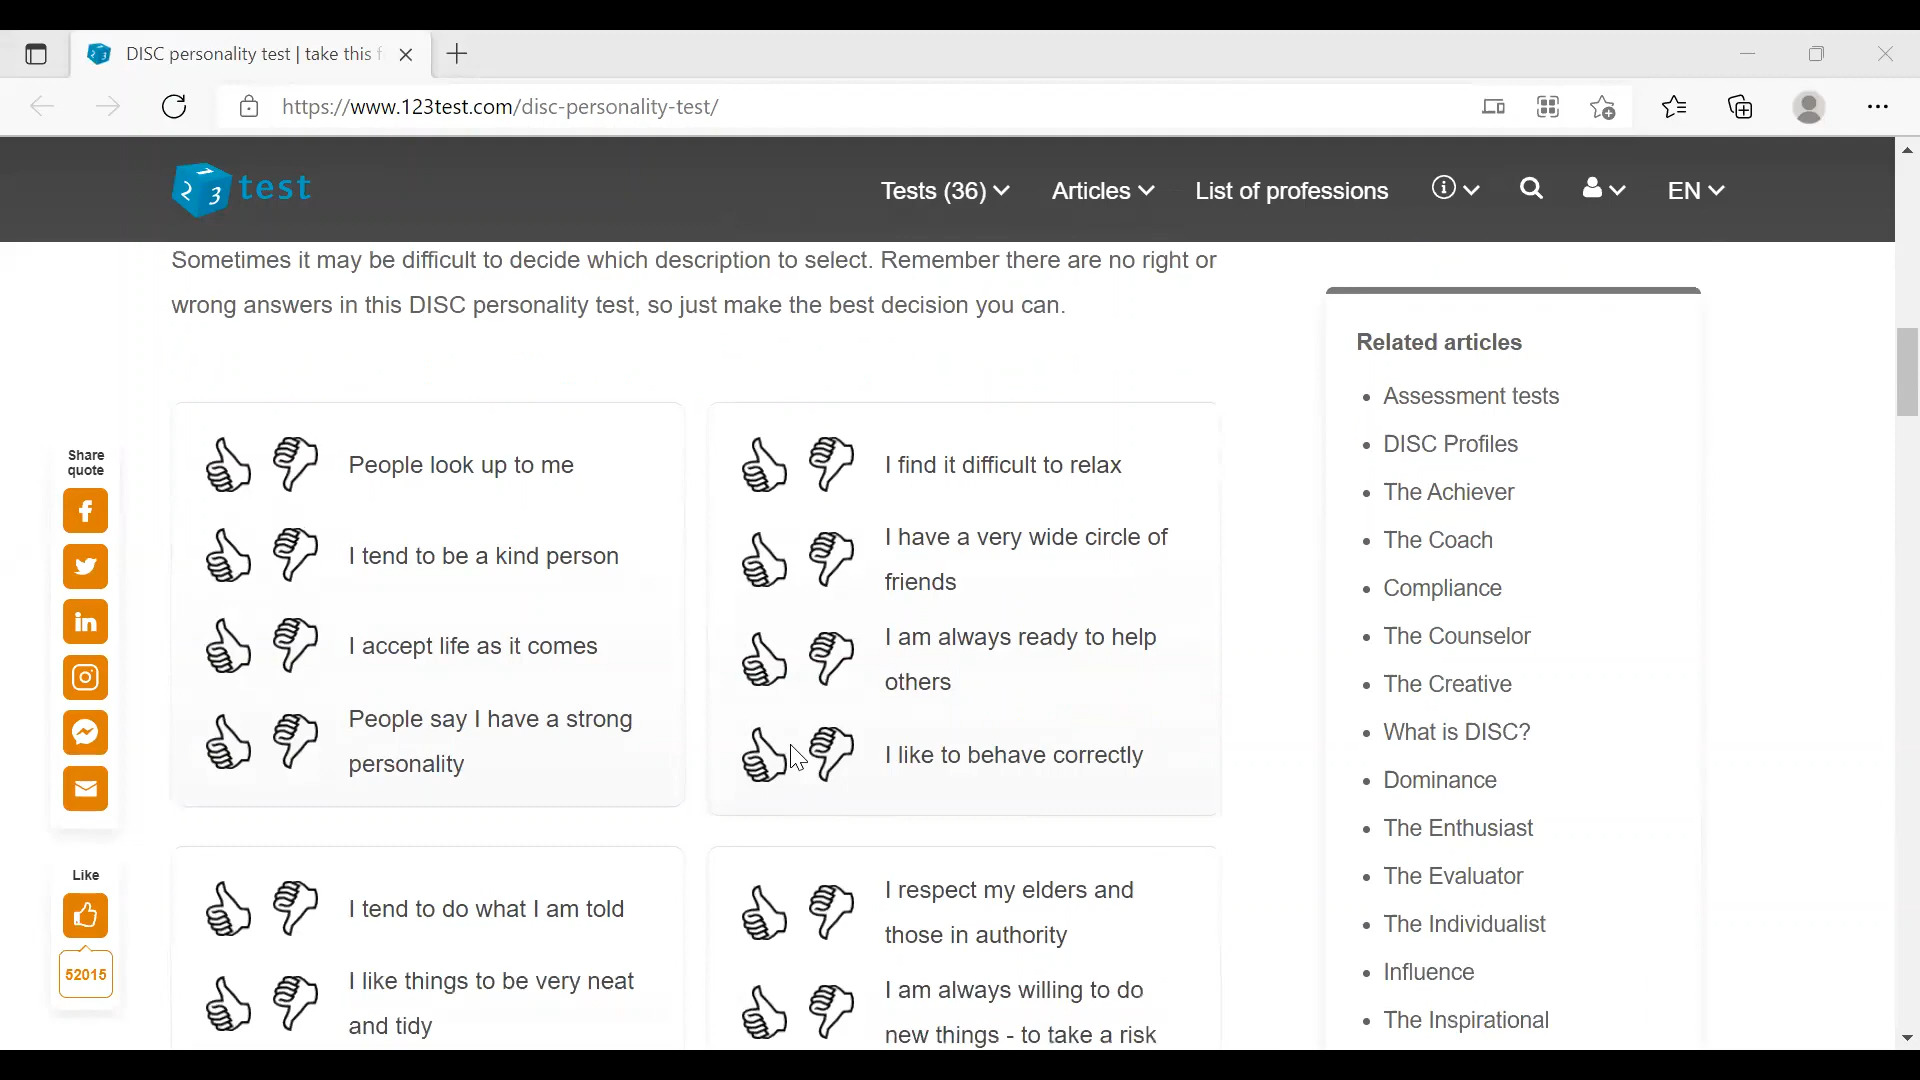 DISC personality test | take this f
https://www.123test.com/disc-personality-test/
123 test
Tests (36)
Articles
List of professions
EN
Sometimes it may be difficult to decide which description to select. Remember there are no right or
wrong answers in this DISC personality test, so just make the best decision you can.
Share
quote
Like
52015
People look up to me
I tend to be a kind person
I accept life as it comes
People say I have a strong
personality
I find it difficult to relax
I have a very wide circle of
friends
I am always ready to help
others
I like to behave correctly
I tend to do what I am told
I like things to be very neat
and tidy
I respect my elders and
those in authority
I am always willing to do
new things - to take a risk
Related articles
Assessment tests
DISC Profiles
The Achiever
The Coach
Compliance
The Counselor
The Creative
What is DISC?
Dominance
The Enthusiast
The Evaluator
The Individualist
Influence
The Inspirational